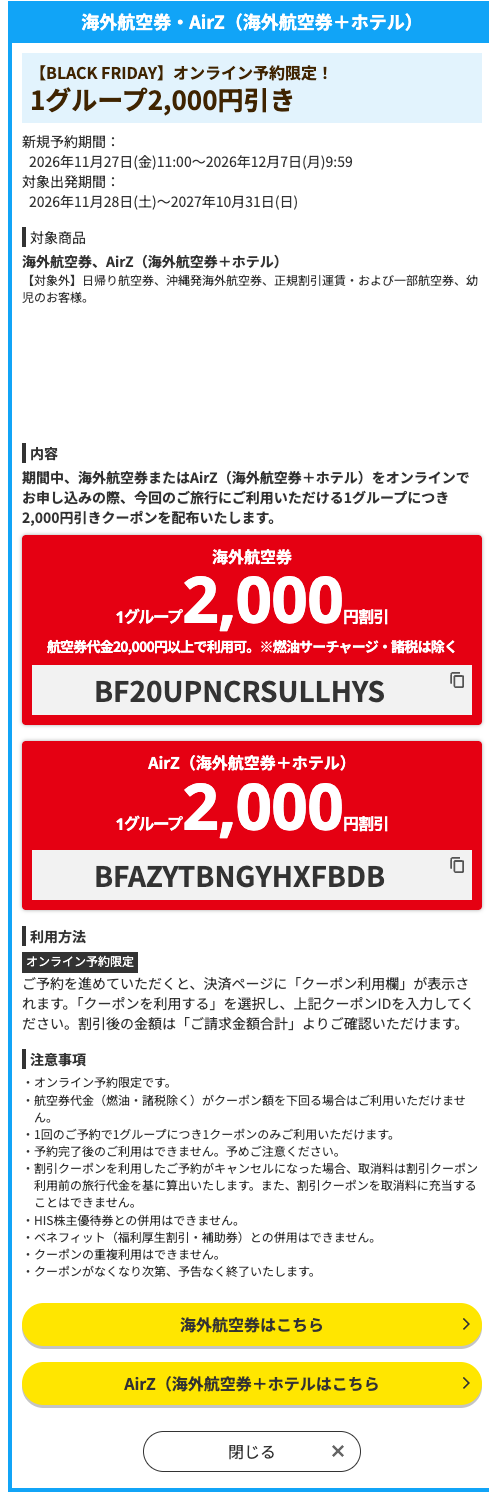 海外航空券・AirZ（海外航空券＋ホテル）
【BLACK FRIDAY】オンライン予約限定！
1グループ2,000円引き
新規予約期間：
2026年11月27日(金)11:00～2026年12月7日(月)9:59
対象出発期間：
2026年11月28日(土)～2027年10月31日(日)
対象商品
海外航空券、AirZ（海外航空券＋ホテル）
【対象外】日帰り航空券、沖縄発海外航空券、正規割引運賃・および一部航空券、幼
児のお客様。
内容
期間中、海外航空券またはAirZ（海外航空券＋ホテル）をオンラインで
お申し込みの際、今回のご旅行にご利用いただける1グループにつき
2,000円引きクーポンを配布いたします。
海外航空券
1グループ2,000円割引
航空券代金20,000円以上で利用可。※燃油サーチャージ・諸税は除く
BF20UPNCRSULLHYS
AirZ（海外航空券＋ホテル）
1グループ2,000円割引
BFAZYTBNGYHXFBDB
利用方法
オンライン予約限定
ご予約を進めていただくと、決済ページに「クーポン利用欄」が表示さ
れます。「クーポンを利用する」を選択し、上記クーポンIDを入力してく
ださい。割引後の金額は「ご請求金額合計」よりご確認いただけます。
注意事項
・オンライン予約限定です。
・航空券代金（燃油・諸税除く）がクーポン額を下回る場合はご利用いただけませ
ん。
・1回のご予約で1グループにつき1クーポンのみご利用いただけます。
・予約完了後のご利用はできません。予めご注意ください。
・割引クーポンを利用したご予約がキャンセルになった場合、取消料は割引クーポン
利用前の旅行代金を基に算出いたします。また、割引クーポンを取消料に充当する
ことはできません。
・HIS株主優待券との併用はできません。
・ベネフィット（福利厚生割引・補助券）との併用はできません。
・クーポンの重複利用はできません。
・クーポンがなくなり次第、予告なく終了いたします。
海外航空券はこちら
AirZ（海外航空券＋ホテルはこちら
閉じる